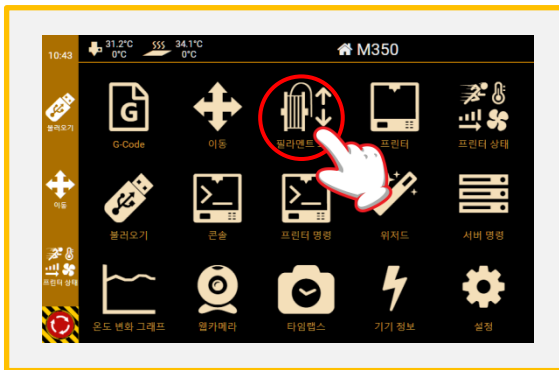 10:43
31.2°C
0°C
34.1°C
0°C
M350
불러오기
이동
프린터 상태
G
G-Code
이동
필라멘트
프린터
프린터 상태
불러오기
콘솔
프린터 명령
위저드
서버 명령
온도 변화 그래프
웹카메라
타임랩스
기기 정보
설정